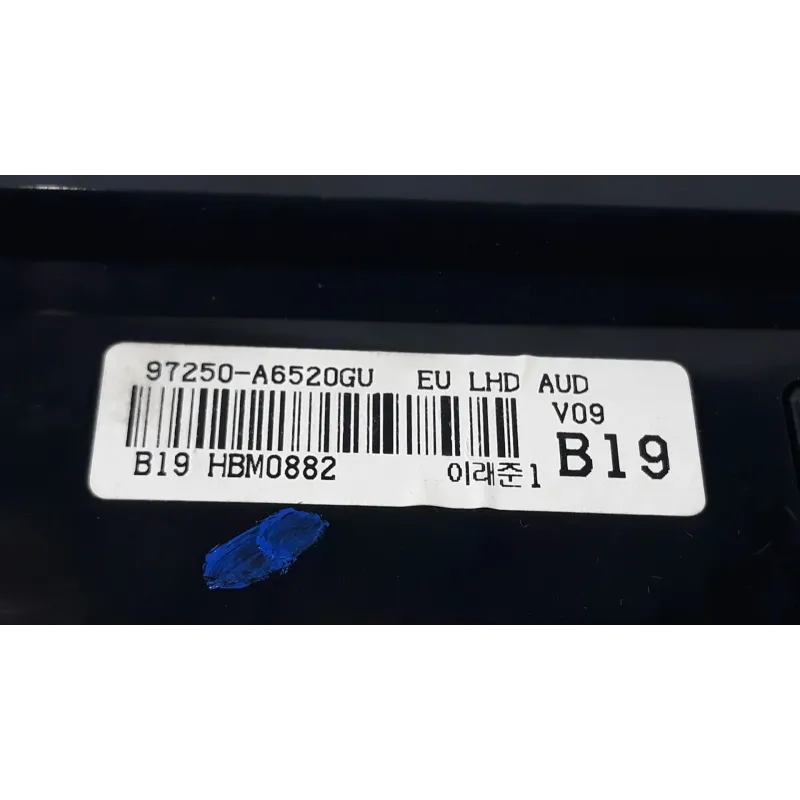 97250-A6520GU EU LHD AUD
V09
B19 HBM0882 이래준1 B19